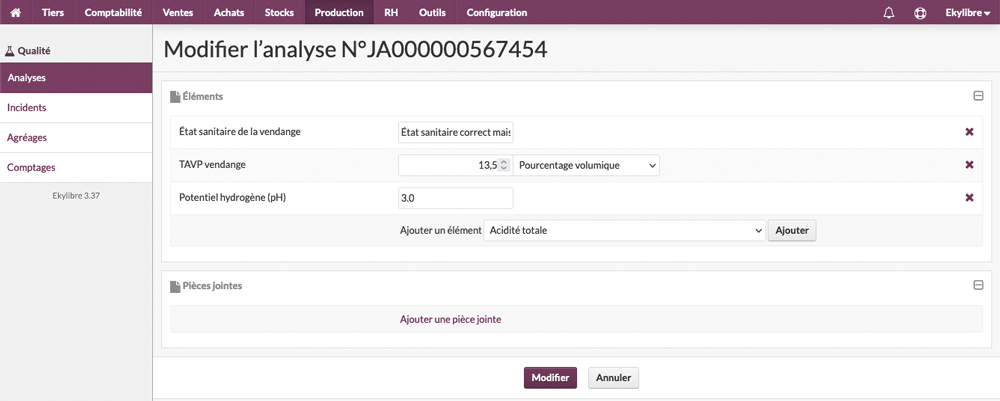 Tiers Comptabilité Ventes Achats Stocks Production RH Outils Configuration Ekylibre
Qualité
Analyses
Incidents
Agréages
Comptages
Ekylibre 3.37
Modifier l’analyse N°JA000000567454
Éléments
État sanitaire de la vendange État sanitaire correct mais
TAVP vendange 13,5 Pourcentage volumique
Potentiel hydrogène (pH) 3.0
Ajouter un élément Acidité totale Ajouter
Pièces jointes
Ajouter une pièce jointe
Modifier Annuler